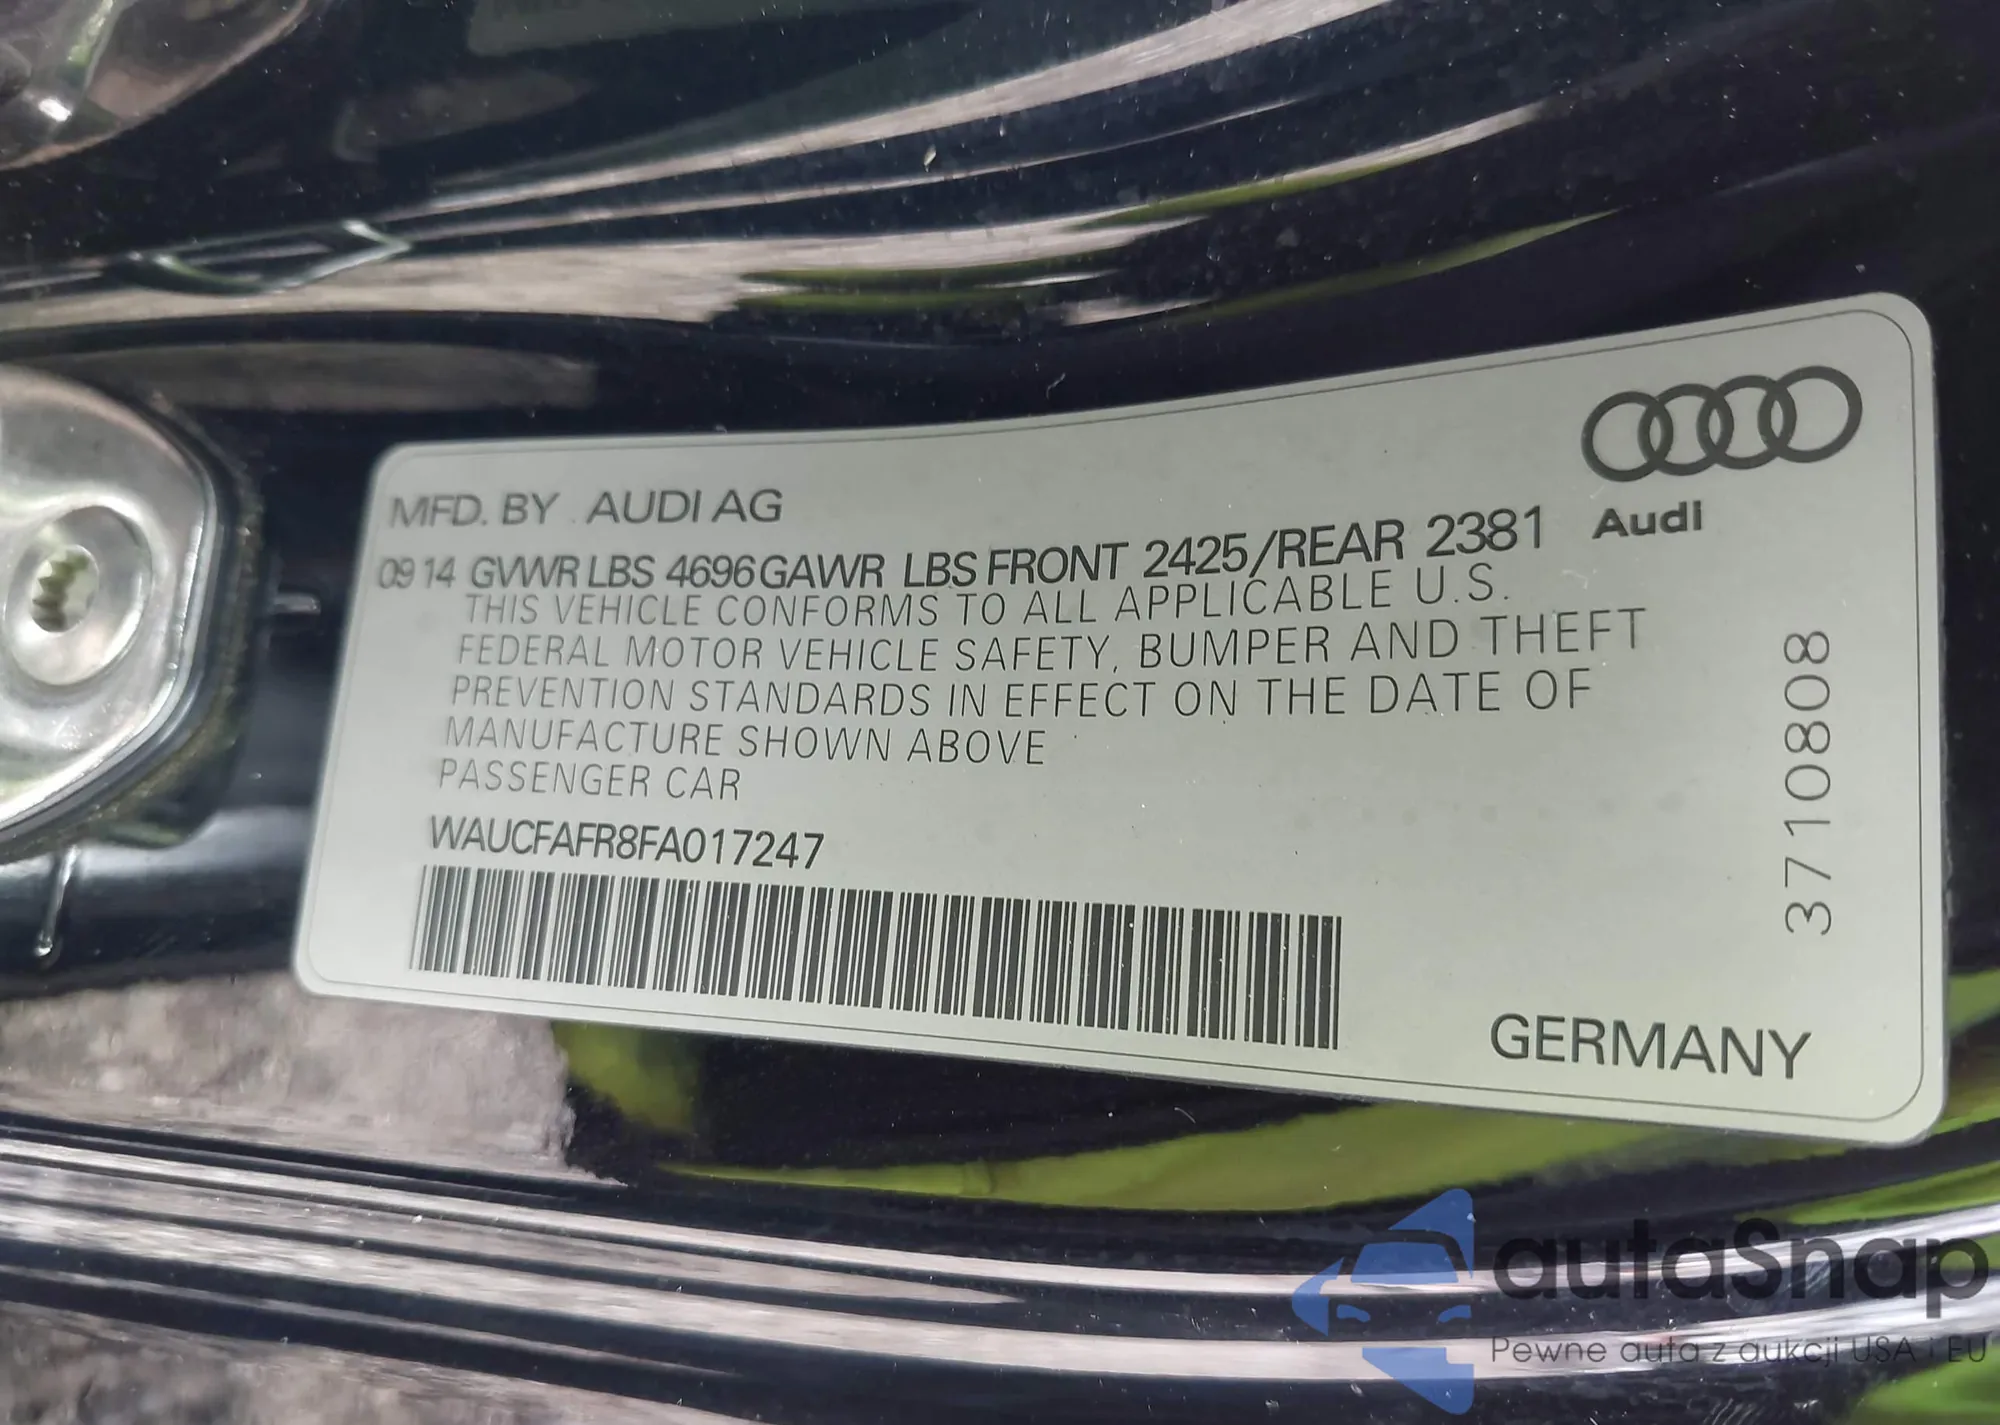 MFD. BY AUDI AG
09 14 GVWR LBS 4696 GAWR LBS FRONT 2425/REAR 2381
Audi
THIS VEHICLE CONFORMS TO ALL APPLICABLE U.S.
FEDERAL MOTOR VEHICLE SAFETY, BUMPER AND THEFT
PREVENTION STANDARDS IN EFFECT ON THE DATE OF
MANUFACTURE SHOWN ABOVE
PASSENGER CAR
WAUCFAFR8FA017247
3710808
GERMANY
autaSnap
Pewne auta z aukcji USA i EU